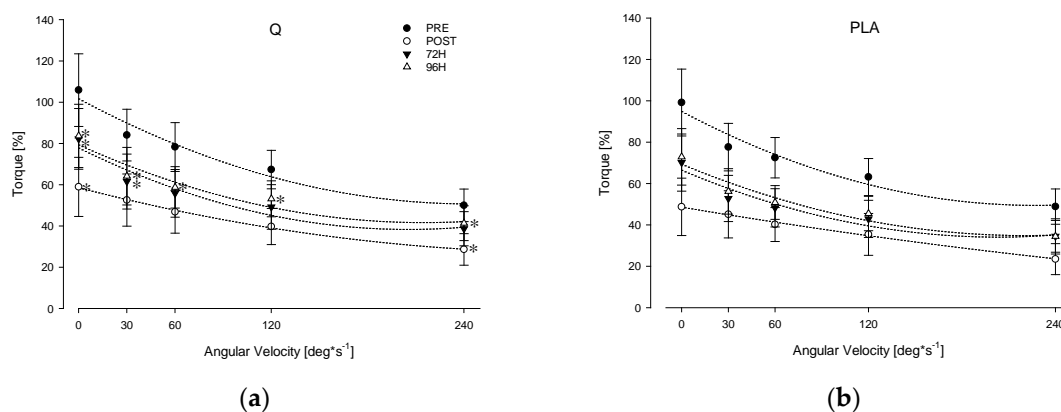 Q
PRE
POST
72H
96H
Torque [%]
140
120
100
80
60
40
20
0
* * * * * * * * *
0 30 60 120 240
Angular Velocity [deg*s-1]
(a)
PLA
Torque [%]
140
120
100
80
60
40
20
0
0 30 60 120 240
Angular Velocity [deg*s-1]
(b)